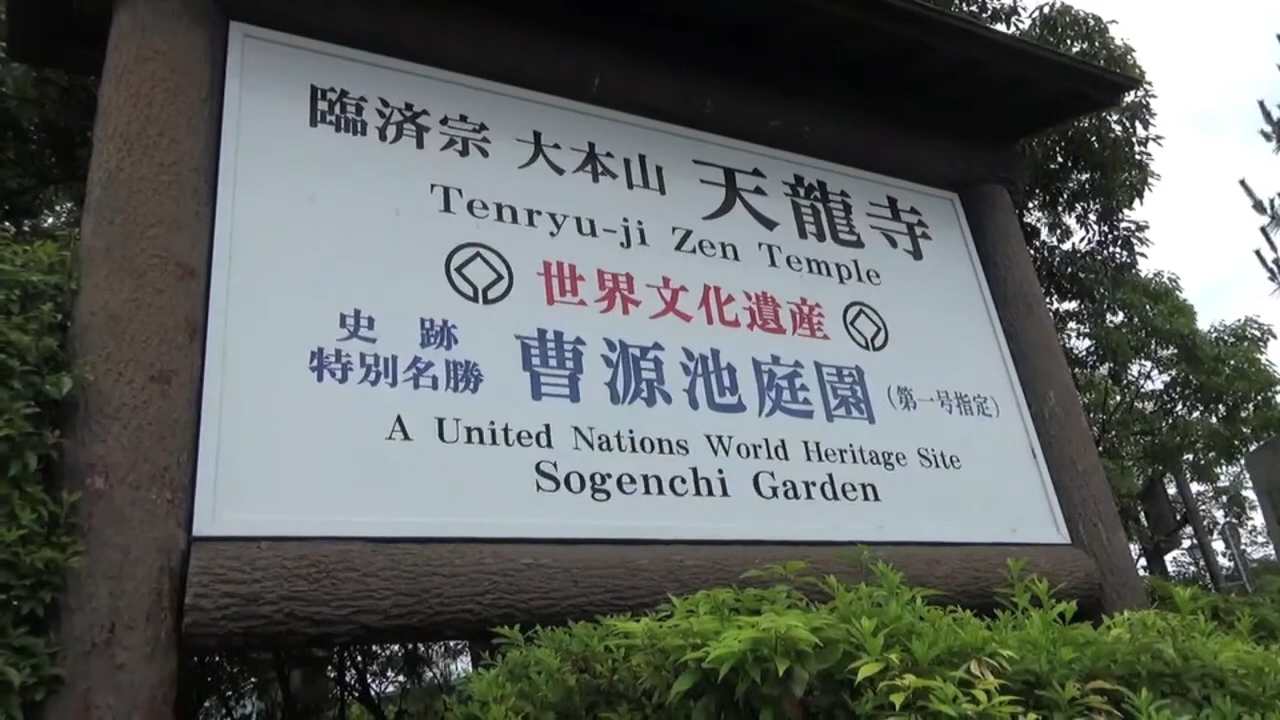 臨済宗 大本山 天龍寺
Tenryu-ji Zen Temple
世界文化遺産
史跡
特別名勝 曹源池庭園 (第一号指定)
A United Nations World Heritage Site
Sogenchi Garden